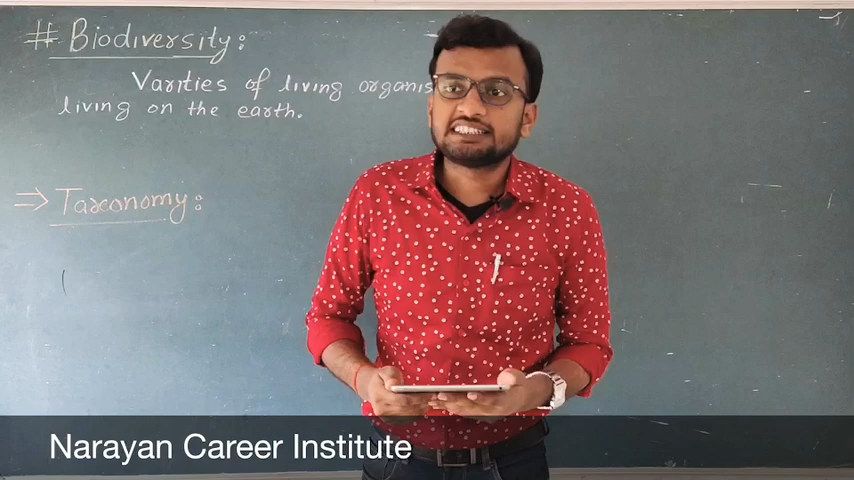 # Biodiversity:
Varities of living organis
living on the earth.
⇒ Taxonomy:
Narayan Career Institute